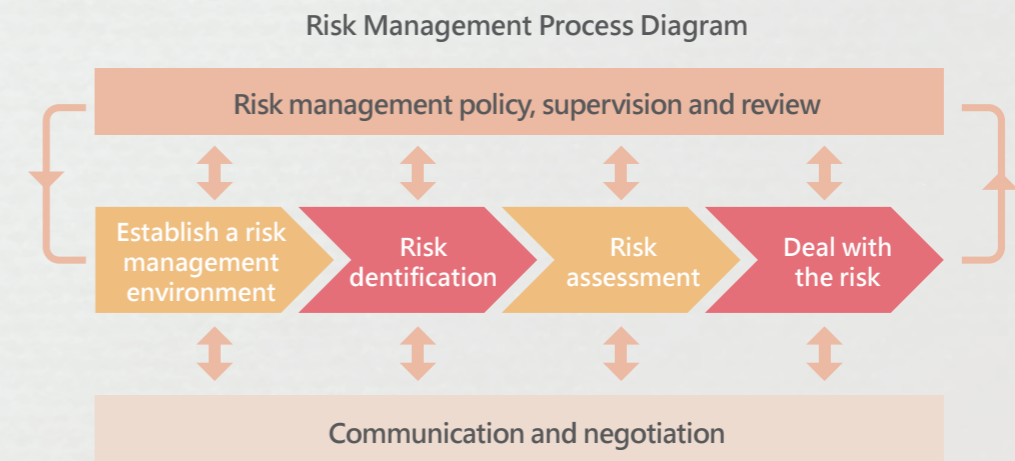 Risk Management Process Diagram
Risk management policy, supervision and review
Establish a risk
management
environment
Risk
dentification
Risk
assessment
Deal with
the risk
Communication and negotiation